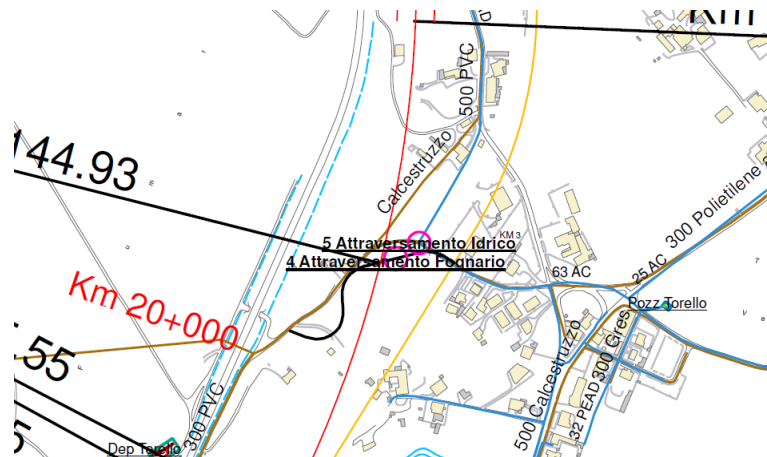 Km
500 PVC
144.93
Calcestruzzo
KM 3
5 Attraversamento Idrico
4 Attraversamento Fognario
63 AC
25 AC
300 Polietilene
Km 20+000
Pozz Torello
55
300 PVC
500 Calcestruzzo
32 PEAD
300 Gres
Dep Torello